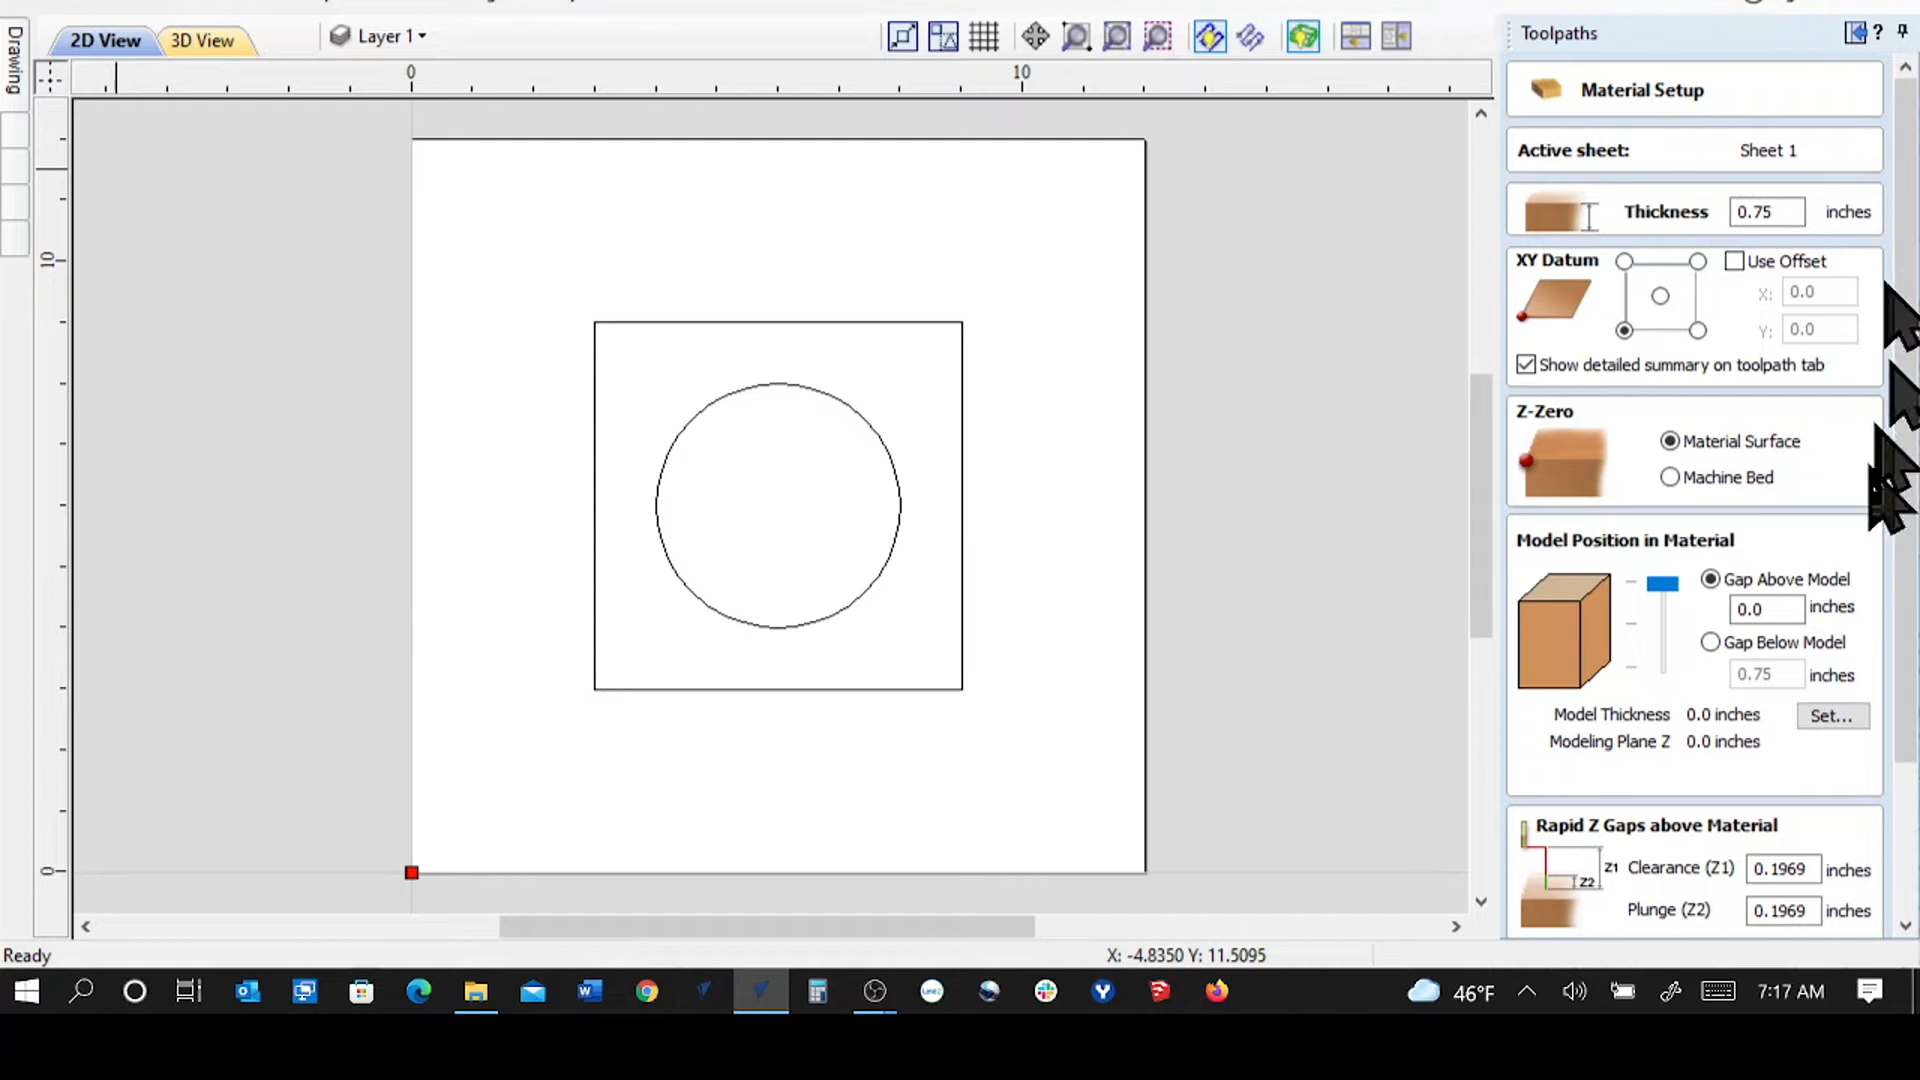 Drawing
2D View
3D View
Layer 1
Toolpaths
?
0
10
10
0
Material Setup
Active sheet: Sheet 1
Thickness 0.75 inches
XY Datum
Use Offset
X: 0.0
Y: 0.0
Show detailed summary on toolpath tab
Z-Zero
Material Surface
Machine Bed
Model Position in Material
Gap Above Model
0.0 inches
Gap Below Model
0.75 inches
Model Thickness 0.0 inches
Set...
Modeling Plane Z 0.0 inches
Rapid Z Gaps above Material
Z1 Clearance (Z1) 0.1969 inches
Z2
Plunge (Z2) 0.1969 inches
Ready
X: -4.8350 Y: 11.5095
46°F
7:17 AM